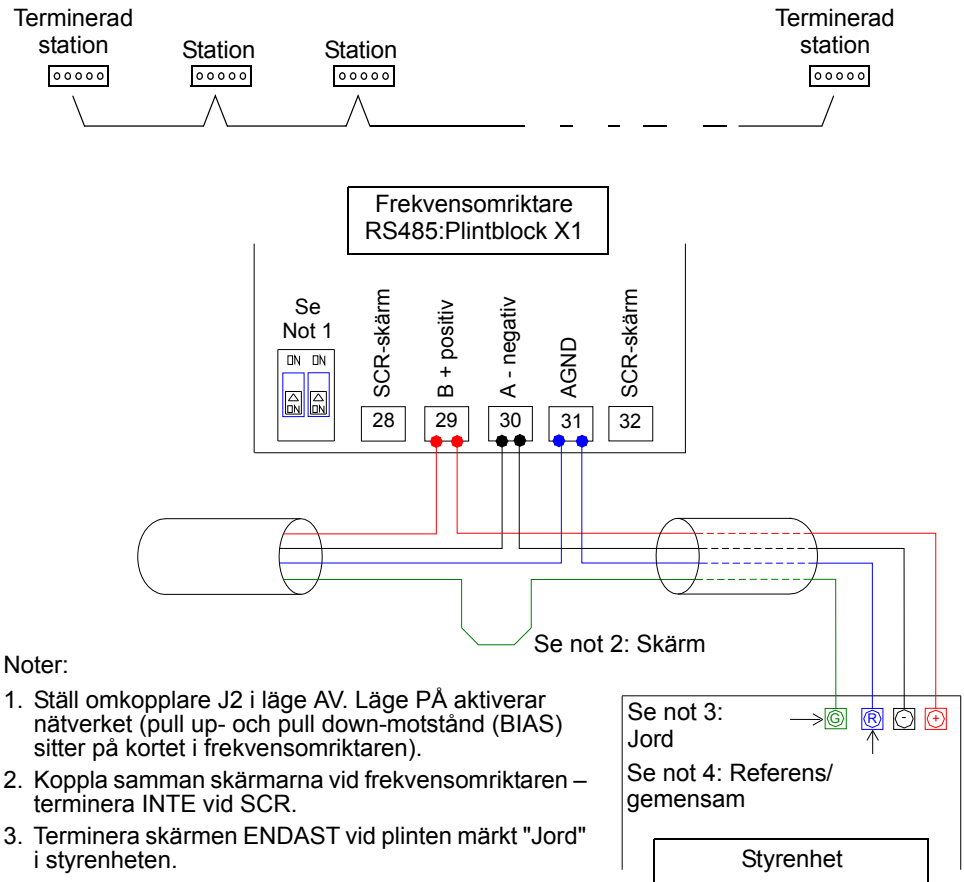 Terminerad
station
Station
Station
Terminerad
station
Frekvensomriktare
RS485:Plintblock X1
Se
Not 1
ON ON
ON ON
SCR-skärm
B + positiv
A - negativ
AGND
SCR-skärm
28
29
30
31
32
Se not 2: Skärm
Noter:
1. Ställ omkopplare J2 i läge AV. Läge PÅ aktiverar
nätverket (pull up- och pull down-motstånd (BIAS)
sitter på kortet i frekvensomriktaren).
2. Koppla samman skärmarna vid frekvensomriktaren –
terminera INTE vid SCR.
3. Terminera skärmen ENDAST vid plinten märkt "Jord"
i styrenheten.
Se not 3:
Jord
G R - +
Se not 4: Referens/
gemensam
Styrenhet